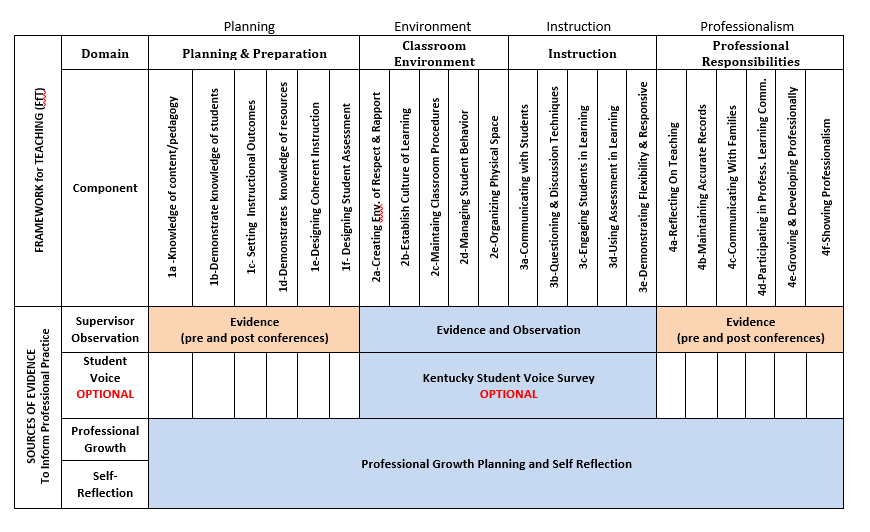 Planning
Environment
Instruction
Professionalism
FRAMEWORK for TEACHING (EfT)
Domain
Planning & Preparation
Classroom
Environment
Instruction
Professional
Responsibilities
Component
1a -Knowledge of content/pedagogy
1b-Demonstrate knowledge of students
1c- Setting Instructional Outcomes
1d-Demonstrates knowledge of resources
1e-Designing Coherent Instruction
1f- Designing Student Assessment
2a-Creating Env. of Respect & Rapport
2b-Establish Culture of Learning
2c-Maintaing Classroom Procedures
2d-Managing Student Behavior
2e-Organizing Physical Space
3a-Communicating with Students
3b-Questioning & Discussion Techniques
3c-Engaging Students in Learning
3d-Using Assessment in Learning
3e-Demonstrating Flexibility & Responsive
4a-Reflecting On Teaching
4b-Maintaining Accurate Records
4c-Communicating With Families
4d-Participating in Profess. Learning Comm.
4e-Growing & Developing Professionally
4f-Showing Professionalism
SOURCES OF EVIDENCE
To Inform Professional Practice
Supervisor
Observation
Evidence
(pre and post conferences)
Evidence and Observation
Evidence
(pre and post conferences)
Student
Voice
OPTIONAL
Kentucky Student Voice Survey
OPTIONAL
Professional
Growth
Self-
Reflection
Professional Growth Planning and Self Reflection